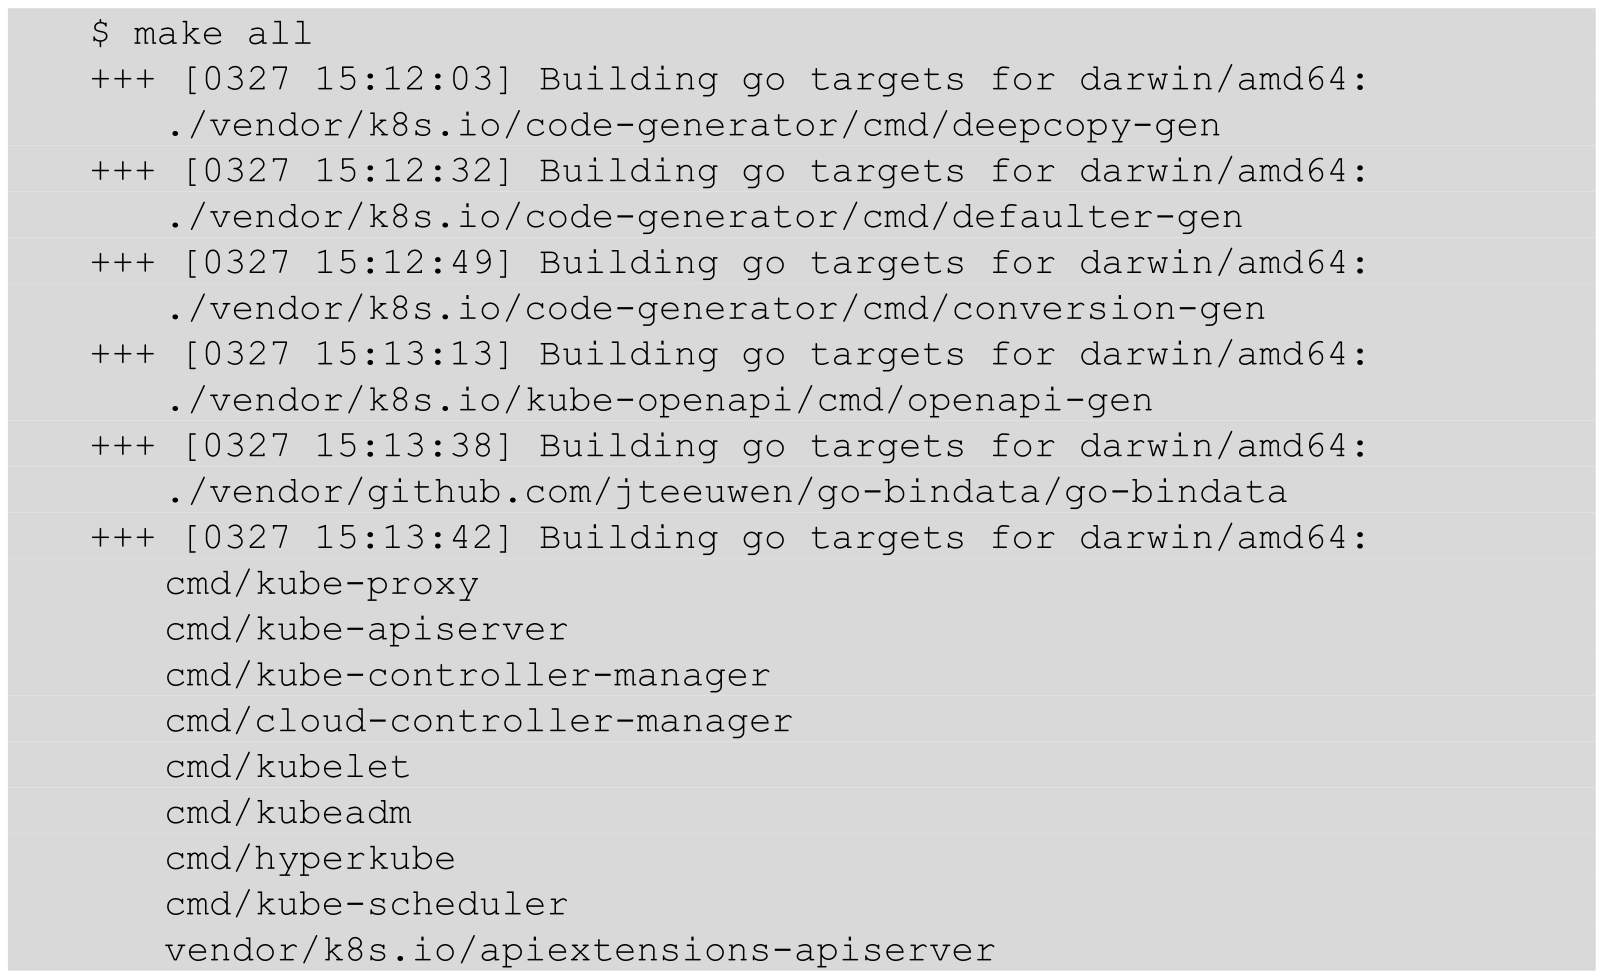 $ make all
+++ [0327 15:12:03] Building go targets for darwin/amd64:
./vendor/k8s.io/code-generator/cmd/deepcopy-gen
+++ [0327 15:12:32] Building go targets for darwin/amd64:
./vendor/k8s.io/code-generator/cmd/defaulter-gen
+++ [0327 15:12:49] Building go targets for darwin/amd64:
./vendor/k8s.io/code-generator/cmd/conversion-gen
+++ [0327 15:13:13] Building go targets for darwin/amd64:
./vendor/k8s.io/kube-openapi/cmd/openapi-gen
+++ [0327 15:13:38] Building go targets for darwin/amd64:
./vendor/github.com/jteeuwen/go-bindata/go-bindata
+++ [0327 15:13:42] Building go targets for darwin/amd64:
cmd/kube-proxy
cmd/kube-apiserver
cmd/kube-controller-manager
cmd/cloud-controller-manager
cmd/kubelet
cmd/kubeadm
cmd/hyperkube
cmd/kube-scheduler
vendor/k8s.io/apiextensions-apiserver